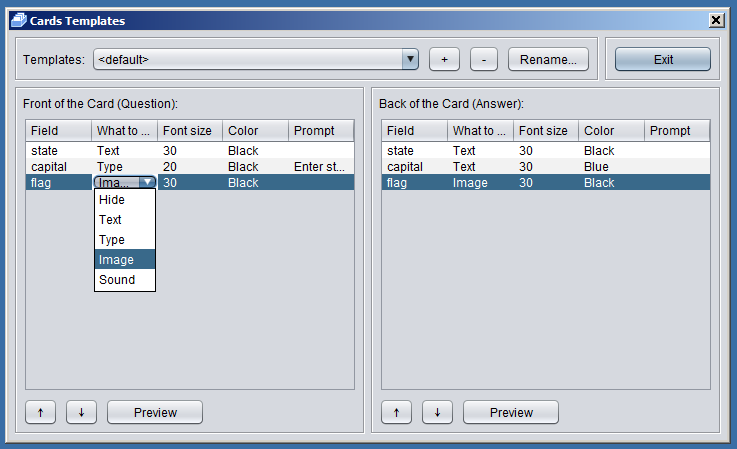 Cards Templates
Templates: <default> + - Rename... Exit
Front of the Card (Question):
Field What to ... Font size Color Prompt
state Text 30 Black
capital Type 20 Black Enter st...
flag Ima... 30 Black
Hide
Text
Type
Image
Sound
↑ ↓ Preview
Back of the Card (Answer):
Field What to ... Font size Color Prompt
state Text 30 Black
capital Text 30 Blue
flag Image 30 Black
↑ ↓ Preview